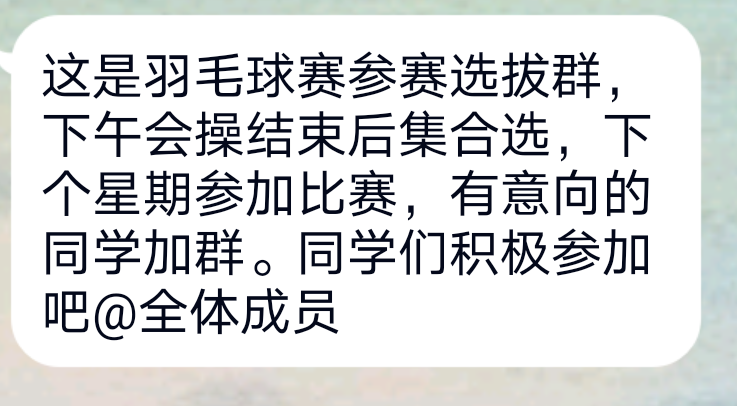 这是羽毛球赛参赛选拔群，
下午会操结束后集合选，下
个星期参加比赛，有意向的
同学加群。同学们积极参加
吧@全体成员